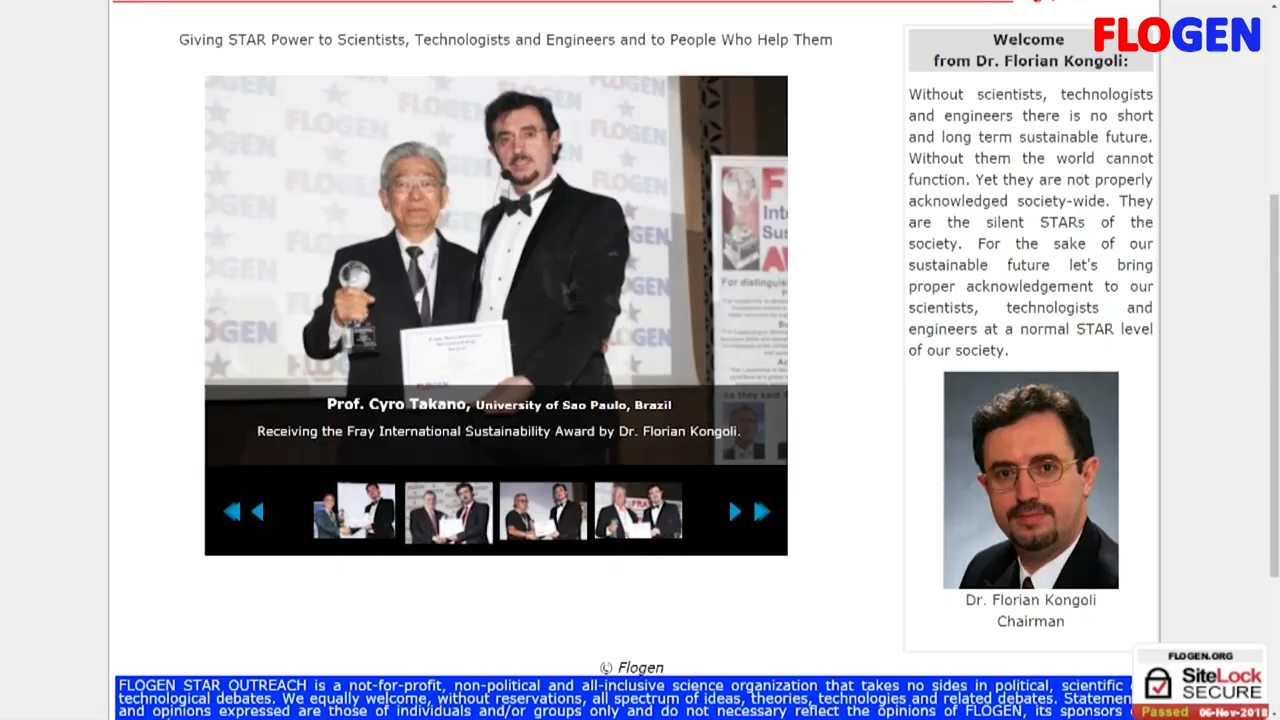 Giving STAR Power to Scientists, Technologists and Engineers and to People Who Help Them
FLOGEN
FLOGEN
FLOGEN
Prof. Cyro Takano, University of Sao Paulo, Brazil
Receiving the Fray International Sustainability Award by Dr. Florian Kongoli.
FLOGEN
Welcome
from Dr. Florian Kongoli:
Without scientists, technologists
and engineers there is no short
and long term sustainable future.
Without them the world cannot
function. Yet they are not properly
acknowledged society-wide. They
are the silent STARs of the
society. For the sake of our
sustainable future let's bring
proper acknowledgement to our
scientists, technologists and
engineers at a normal STAR level
of our society.
Dr. Florian Kongoli
Chairman
© Flogen
FLOGEN STAR OUTREACH is a not-for-profit, non-political and all-inclusive science organization that takes no sides in political, scientific
technological debates. We equally welcome, without reservations, all spectrum of ideas, theories, technologies and related debates. Statemen
and opinions expressed are those of individuals and/or groups only and do not necessary reflect the opinions of FLOGEN, its sponsors
FLOGEN.ORG
SiteLock
SECURE
Passed 06-Nov-2018